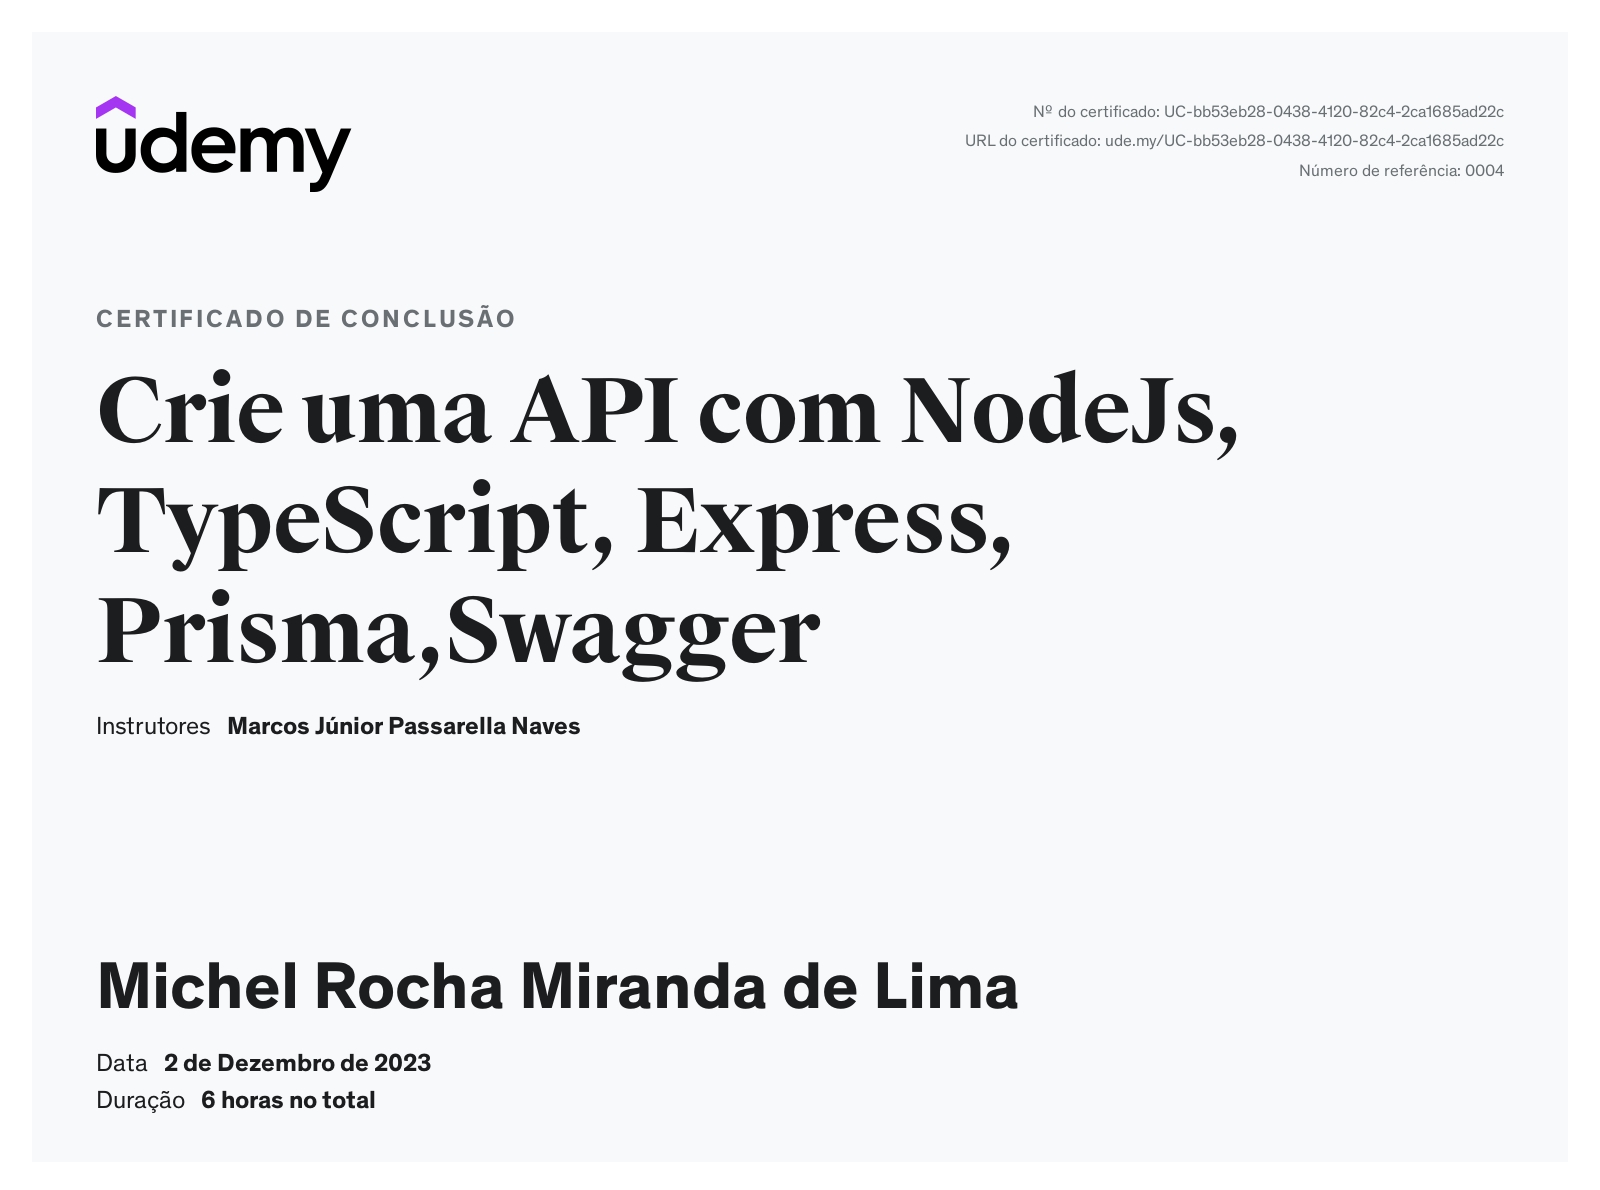 udemy
Nº do certificado: UC-bb53eb28-0438-4120-82c4-2ca1685ad22c
URL do certificado: ude.my/UC-bb53eb28-0438-4120-82c4-2ca1685ad22c
Número de referência: 0004
CERTIFICADO DE CONCLUSÃO
Crie uma API com NodeJs,
TypeScript, Express,
Prisma,Swagger
Instrutores Marcos Júnior Passarella Naves
Michel Rocha Miranda de Lima
Data 2 de Dezembro de 2023
Duração 6 horas no total